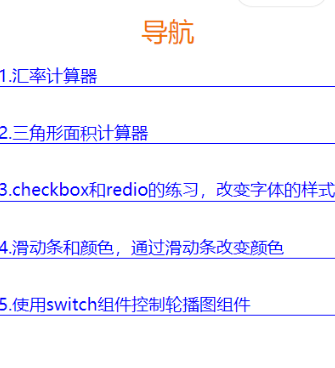 导航
1.汇率计算器
2.三角形面积计算器
3.checkbox和redio的练习，改变字体的样式
4.滑动条和颜色，通过滑动条改变颜色
5.使用switch组件控制轮播图组件